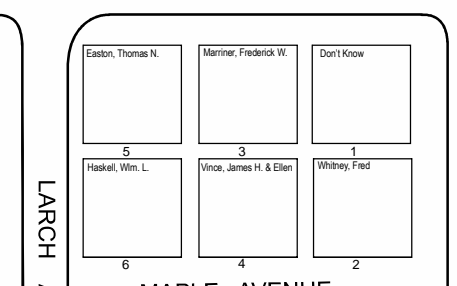 Easton, Thomas N.
Marriner, Frederick W.
Don't Know
5
3
1
Haskell, Wlm. L.
Vince, James H. & Ellen
Whitney, Fred
6
4
2
LARCH
MAPLE AVENUE